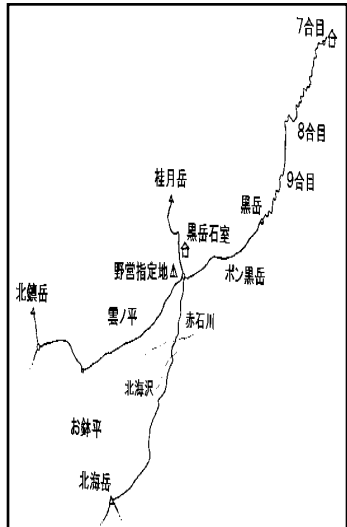 7合目
8合目
9合目
桂月岳
黒岳
黒岳石室
野営指定地
ポン黒岳
北鎮岳
雲ノ平
赤石川
北海沢
お鉢平
北海岳